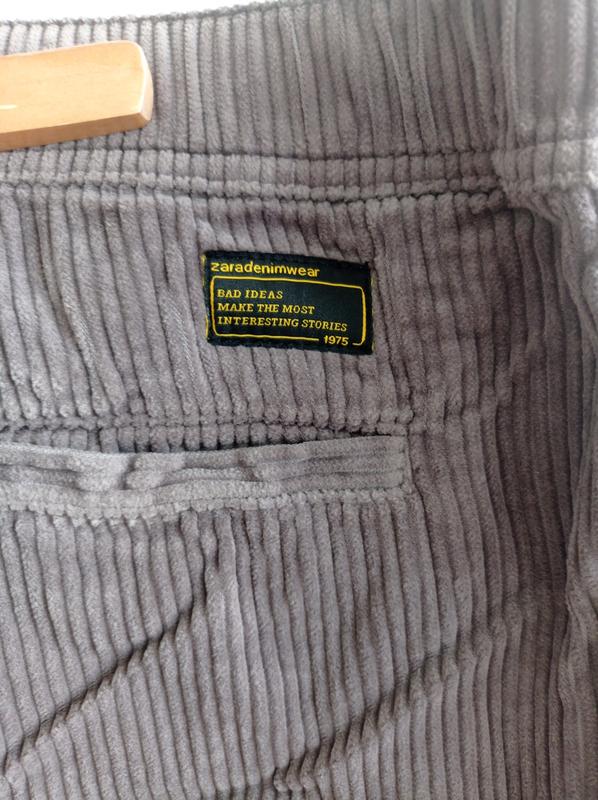 zaradenimwear
BAD IDEAS
MAKE THE MOST
INTERESTING STORIES
1975